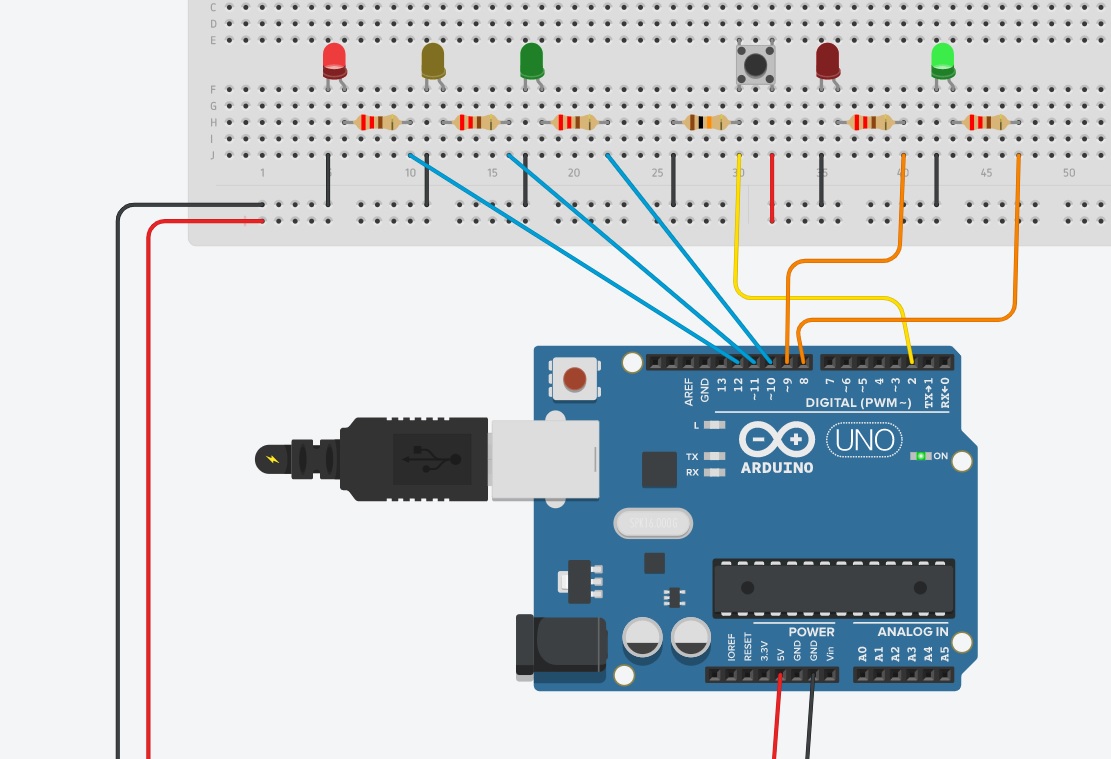 C
D
E
F
G
H
I
J
1 5 10 15 20 25 30 35 40 45 50
AREF
GND
13
12
~11
~10
~9
8
7
~6
~5
4
~3
2
TX→1
RX←0
DIGITAL (PWM~)
L
TX
RX
UNO
ARDUINO
ON
POWER
ANALOG IN
IOREF
RESET
3.3V
5V
GND
GND
Vin
A0
A1
A2
A3
A4
A5